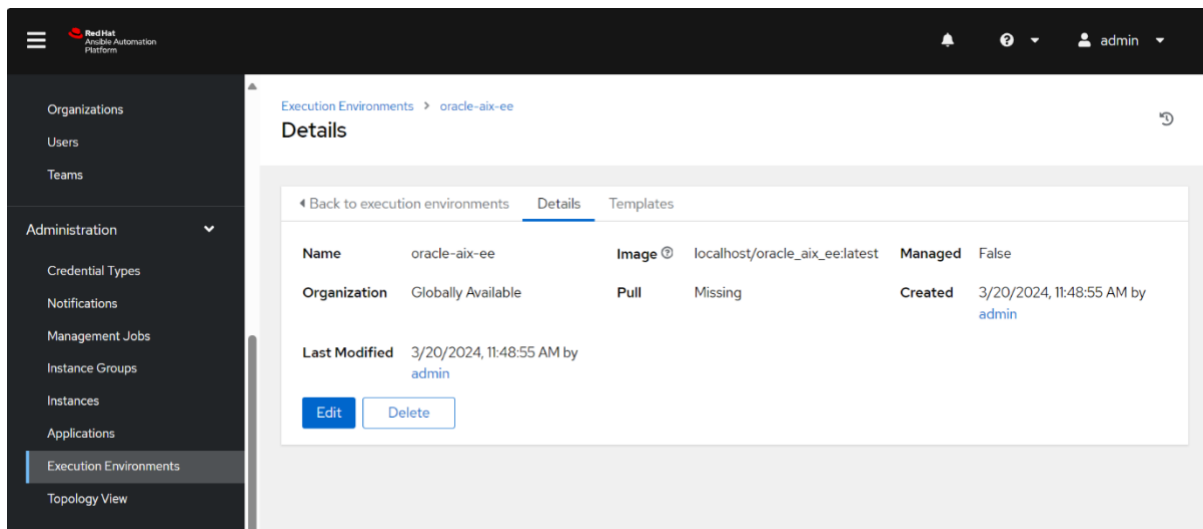 Red Hat
Ansible Automation
Platform
admin
Organizations
Users
Teams
Administration
Credential Types
Notifications
Management Jobs
Instance Groups
Instances
Applications
Execution Environments
Topology View
Execution Environments > oracle-aix-ee
Details
Back to execution environments Details Templates
Name oracle-aix-ee Image localhost/oracle_aix_ee:latest Managed False
Organization Globally Available Pull Missing Created 3/20/2024, 11:48:55 AM by
admin
Last Modified 3/20/2024, 11:48:55 AM by
admin
Edit Delete